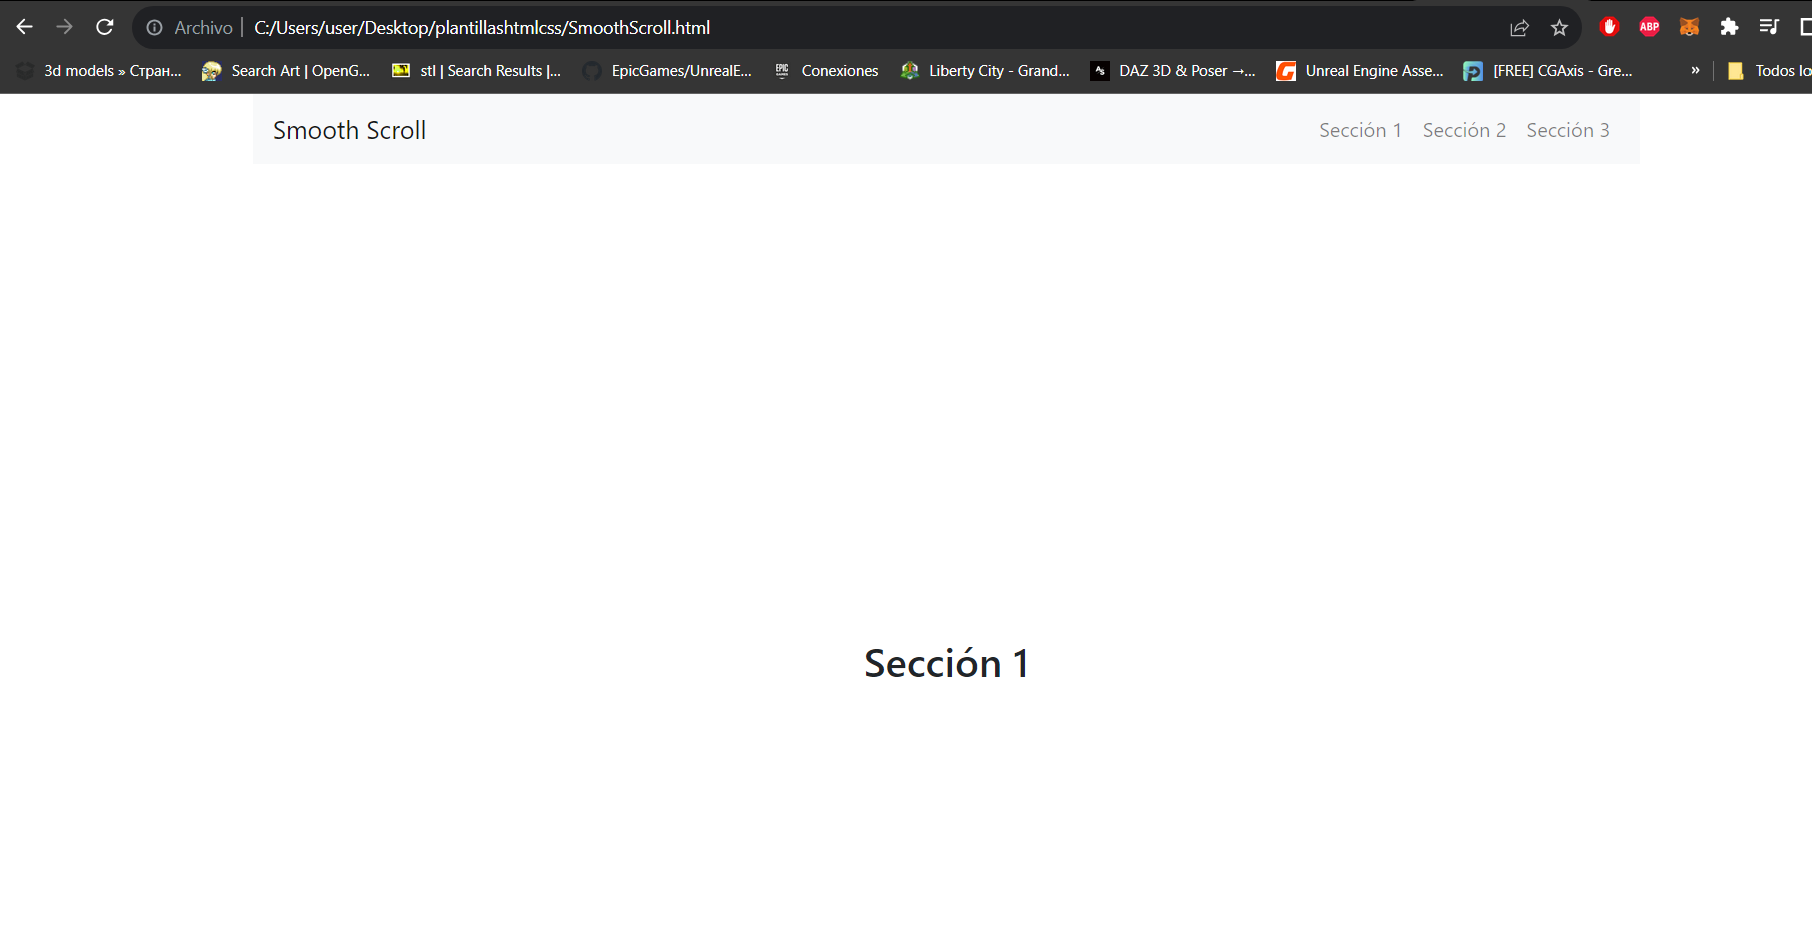 Archivo | C:/Users/user/Desktop/plantillashtmlcss/SmoothScroll.html
ABP
3d models » Стран... Search Art | OpenG... stl | Search Results |... EpicGames/UnrealE... EPIC Conexiones Liberty City - Grand... DAZ 3D & Poser →... Unreal Engine Asse... [FREE] CGAxis - Gre... » Todos lo
Smooth Scroll Sección 1 Sección 2 Sección 3
Sección 1